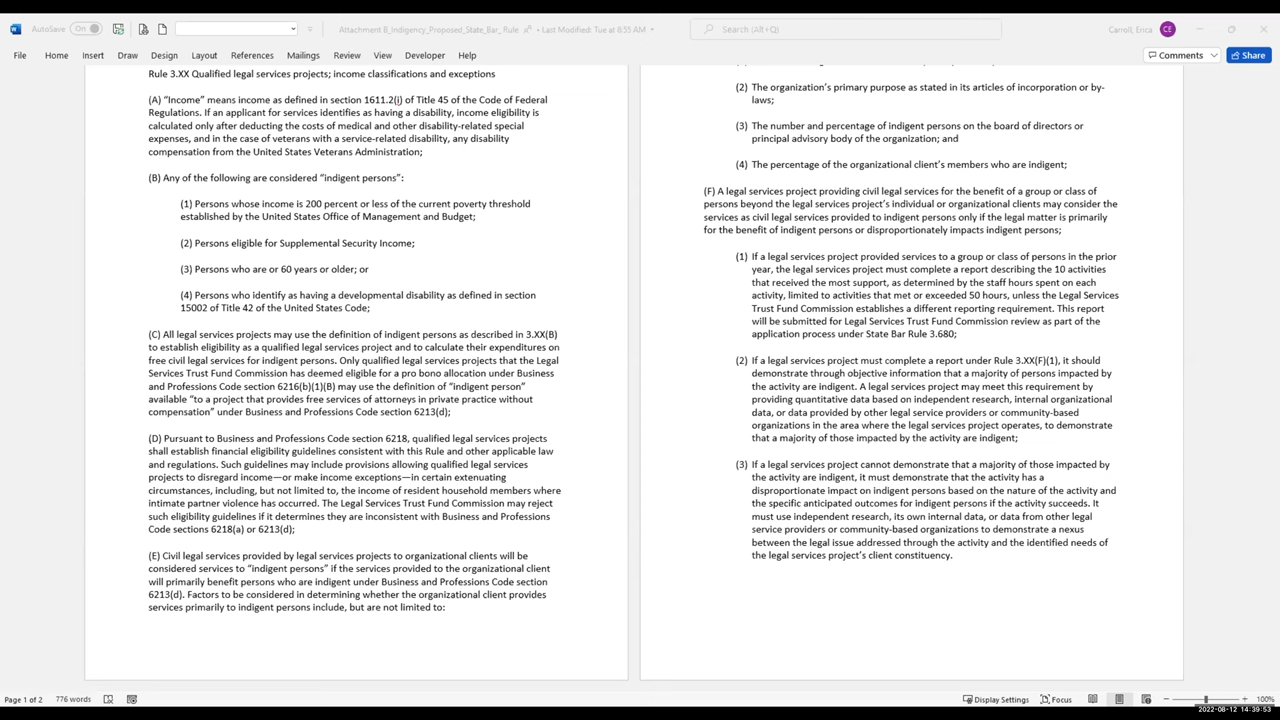 AutoSave
On
Attachment B_Indigency_Proposed_State_Bar_ Rule
• Last Modified: Tue at 8:55 AM
Search (Alt+Q)
Carroll, Erica
CE
File Home Insert Draw Design Layout References Mailings Review View Developer Help
Comments
Share
Rule 3.XX Qualified legal services projects; income classifications and exceptions
(A) “Income” means income as defined in section 1611.2(i) of Title 45 of the Code of Federal
Regulations. If an applicant for services identifies as having a disability, income eligibility is
calculated only after deducting the costs of medical and other disability-related special
expenses, and in the case of veterans with a service-related disability, any disability
compensation from the United States Veterans Administration;
(B) Any of the following are considered “indigent persons”:
(1) Persons whose income is 200 percent or less of the current poverty threshold
established by the United States Office of Management and Budget;
(2) Persons eligible for Supplemental Security Income;
(3) Persons who are or 60 years or older; or
(4) Persons who identify as having a developmental disability as defined in section
15002 of Title 42 of the United States Code;
(C) All legal services projects may use the definition of indigent persons as described in 3.XX(B)
to establish eligibility as a qualified legal services project and to calculate their expenditures on
free civil legal services for indigent persons. Only qualified legal services projects that the Legal
Services Trust Fund Commission has deemed eligible for a pro bono allocation under Business
and Professions Code section 6216(b)(1)(B) may use the definition of “indigent person”
available “to a project that provides free services of attorneys in private practice without
compensation” under Business and Professions Code section 6213(d);
(D) Pursuant to Business and Professions Code section 6218, qualified legal services projects
shall establish financial eligibility guidelines consistent with this Rule and other applicable law
and regulations. Such guidelines may include provisions allowing qualified legal services
projects to disregard income—or make income exceptions—in certain extenuating
circumstances, including, but not limited to, the income of resident household members where
intimate partner violence has occurred. The Legal Services Trust Fund Commission may reject
such eligibility guidelines if it determines they are inconsistent with Business and Professions
Code sections 6218(a) or 6213(d);
(E) Civil legal services provided by legal services projects to organizational clients will be
considered services to “indigent persons” if the services provided to the organizational client
will primarily benefit persons who are indigent under Business and Professions Code section
6213(d). Factors to be considered in determining whether the organizational client provides
services primarily to indigent persons include, but are not limited to:
(2) The organization’s primary purpose as stated in its articles of incorporation or by-
laws;
(3) The number and percentage of indigent persons on the board of directors or
principal advisory body of the organization; and
(4) The percentage of the organizational client’s members who are indigent;
(F) A legal services project providing civil legal services for the benefit of a group or class of
persons beyond the legal services project’s individual or organizational clients may consider the
services as civil legal services provided to indigent persons only if the legal matter is primarily
for the benefit of indigent persons or disproportionately impacts indigent persons;
(1) If a legal services project provided services to a group or class of persons in the prior
year, the legal services project must complete a report describing the 10 activities
that received the most support, as determined by the staff hours spent on each
activity, limited to activities that met or exceeded 50 hours, unless the Legal Services
Trust Fund Commission establishes a different reporting requirement. This report
will be submitted for Legal Services Trust Fund Commission review as part of the
application process under State Bar Rule 3.680;
(2) If a legal services project must complete a report under Rule 3.XX(F)(1), it should
demonstrate through objective information that a majority of persons impacted by
the activity are indigent. A legal services project may meet this requirement by
providing quantitative data based on independent research, internal organizational
data, or data provided by other legal service providers or community-based
organizations in the area where the legal services project operates, to demonstrate
that a majority of those impacted by the activity are indigent;
(3) If a legal services project cannot demonstrate that a majority of those impacted by
the activity are indigent, it must demonstrate that the activity has a
disproportionate impact on indigent persons based on the nature of the activity and
the specific anticipated outcomes for indigent persons if the activity succeeds. It
must use independent research, its own internal data, or data from other legal
service providers or community-based organizations to demonstrate a nexus
between the legal issue addressed through the activity and the identified needs of
the legal services project’s client constituency.
Page 1 of 2 776 words
Display Settings Focus
100%
2022-08-12 14:39:53